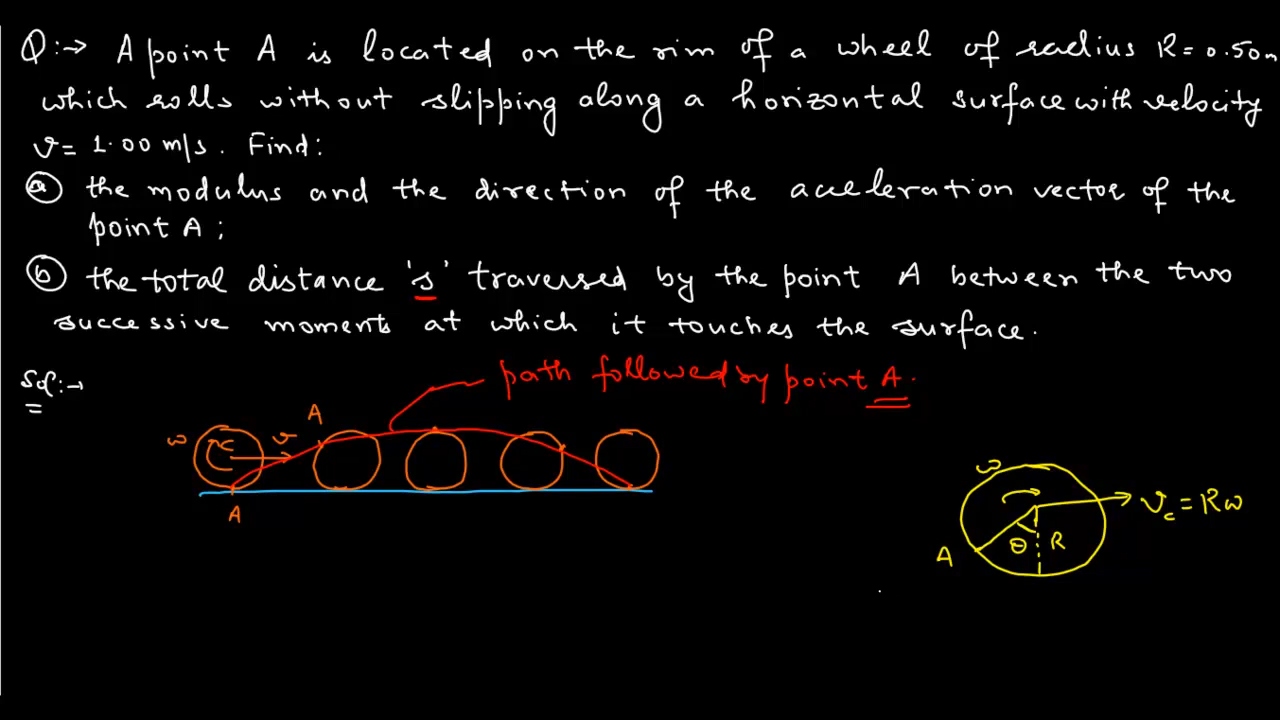 Q:→ A point A is located on the rim of a wheel of radius R = 0.50m
which rolls without slipping along a horizontal surface with velocity
v = 1.00 m/s. Find:
(a) the modulus and the direction of the acceleration vector of the
point A;
(b) the total distance 's' traversed by the point A between the two
successive moments at which it touches the surface.
Sol:→
path followed by point A.
A
ω v
A
ω
v_c = Rω
θ R
A